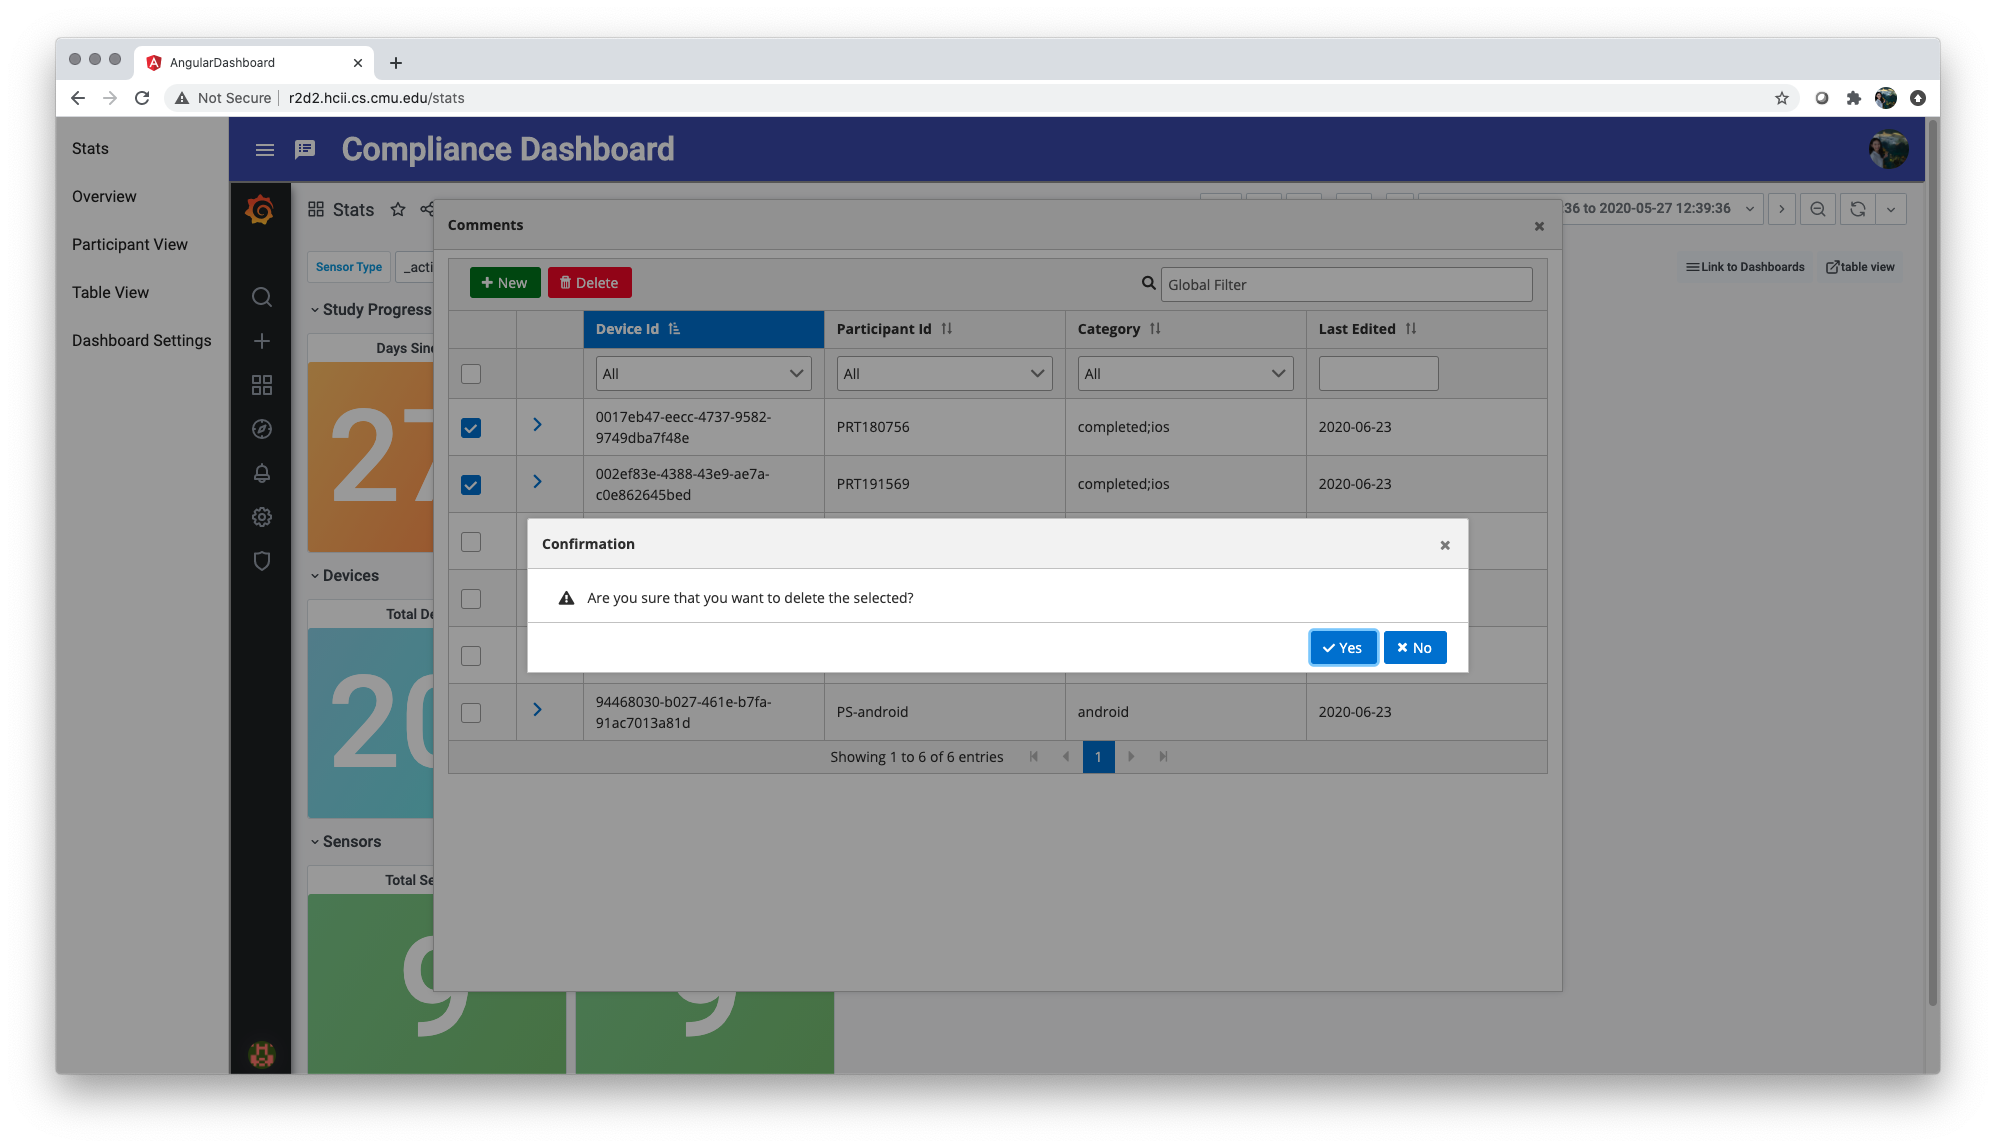 AngularDashboard
Not Secure r2d2.hcii.cs.cmu.edu/stats
Stats
Overview
Participant View
Table View
Dashboard Settings
Compliance Dashboard
Stats
36 to 2020-05-27 12:39:36
Sensor Type _acti
Link to Dashboards table view
Study Progress
Days Sinc
27
Devices
Total De
20
Sensors
Total Se
9 9
Comments
New Delete Global Filter
Device Id Participant Id Category Last Edited
All All All
0017eb47-eecc-4737-9582-
9749dba7f48e PRT180756 completed;ios 2020-06-23
002ef83e-4388-43e9-ae7a-
c0e862645bed PRT191569 completed;ios 2020-06-23
Confirmation
Are you sure that you want to delete the selected?
Yes No
94468030-b027-461e-b7fa-
91ac7013a81d PS-android android 2020-06-23
Showing 1 to 6 of 6 entries 1